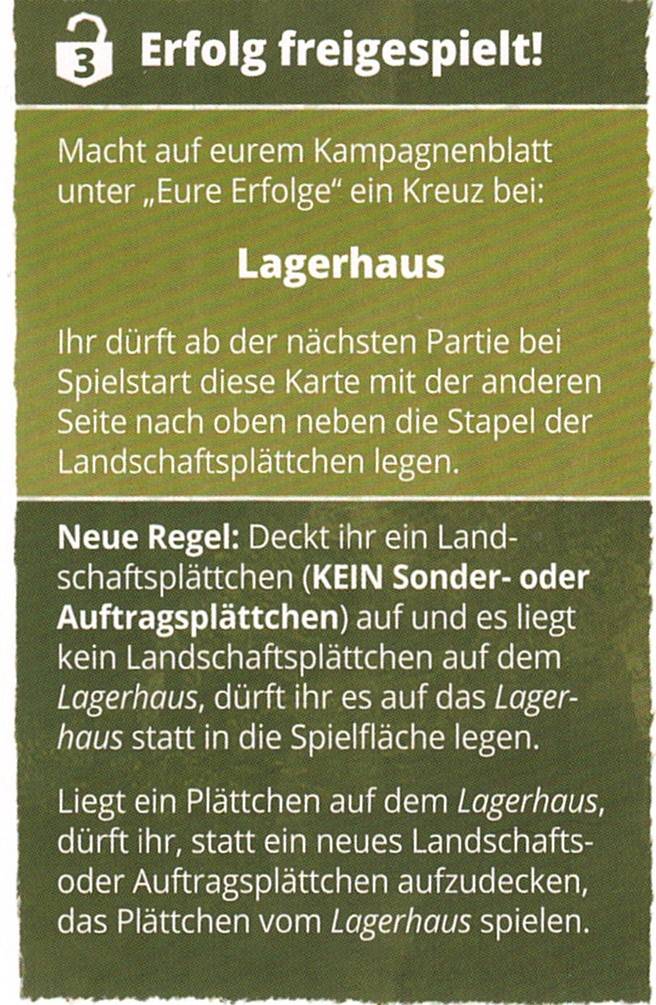 3 Erfolg freigespielt!
Macht auf eurem Kampagnenblatt
unter „Eure Erfolge“ ein Kreuz bei:
Lagerhaus
Ihr dürft ab der nächsten Partie bei
Spielstart diese Karte mit der anderen
Seite nach oben neben die Stapel der
Landschaftsplättchen legen.
Neue Regel: Deckt ihr ein Land-
schaftsplättchen (KEIN Sonder- oder
Auftragsplättchen) auf und es liegt
kein Landschaftsplättchen auf dem
Lagerhaus, dürft ihr es auf das Lager-
haus statt in die Spielfläche legen.
Liegt ein Plättchen auf dem Lagerhaus,
dürft ihr, statt ein neues Landschafts-
oder Auftragsplättchen aufzudecken,
das Plättchen vom Lagerhaus spielen.